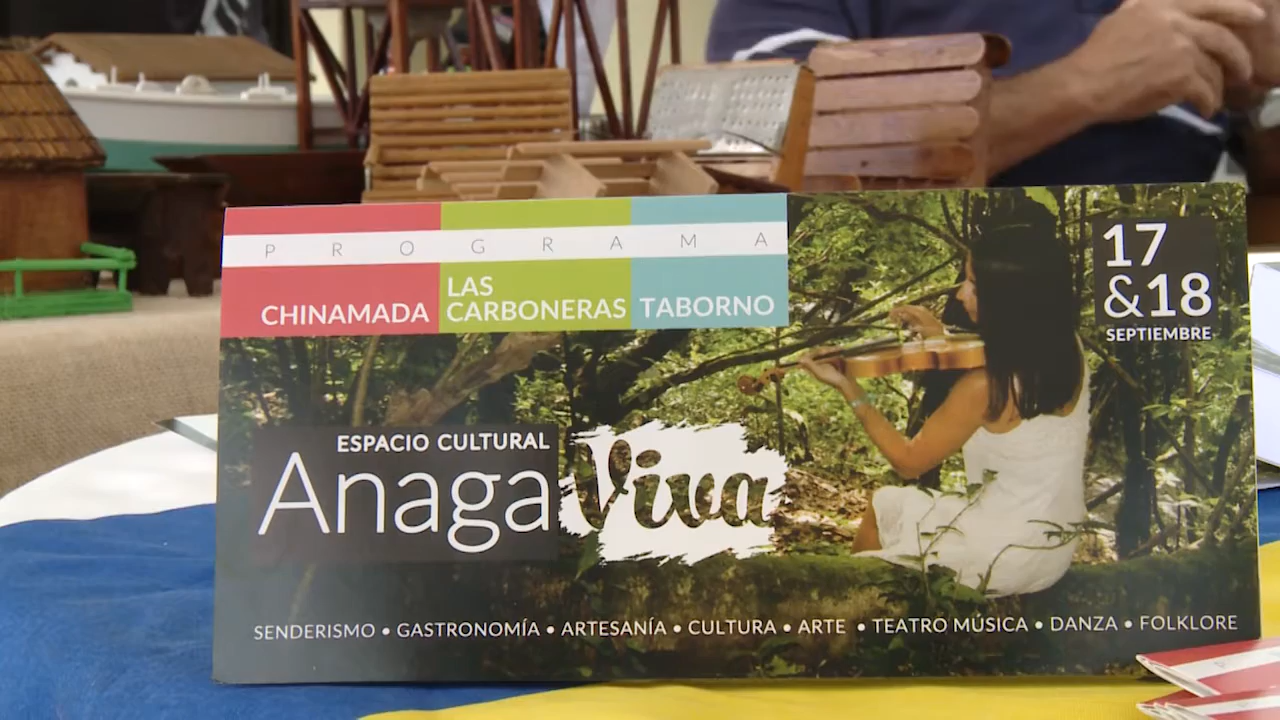 PROGRAMA
CHINAMADA
LAS
CARBONERAS
TABORNO
17
&18
SEPTIEMBRE
ESPACIO CULTURAL
Anaga Viva
SENDERISMO • GASTRONOMÍA • ARTESANÍA • CULTURA • ARTE • TEATRO MÚSICA • DANZA • FOLKLORE